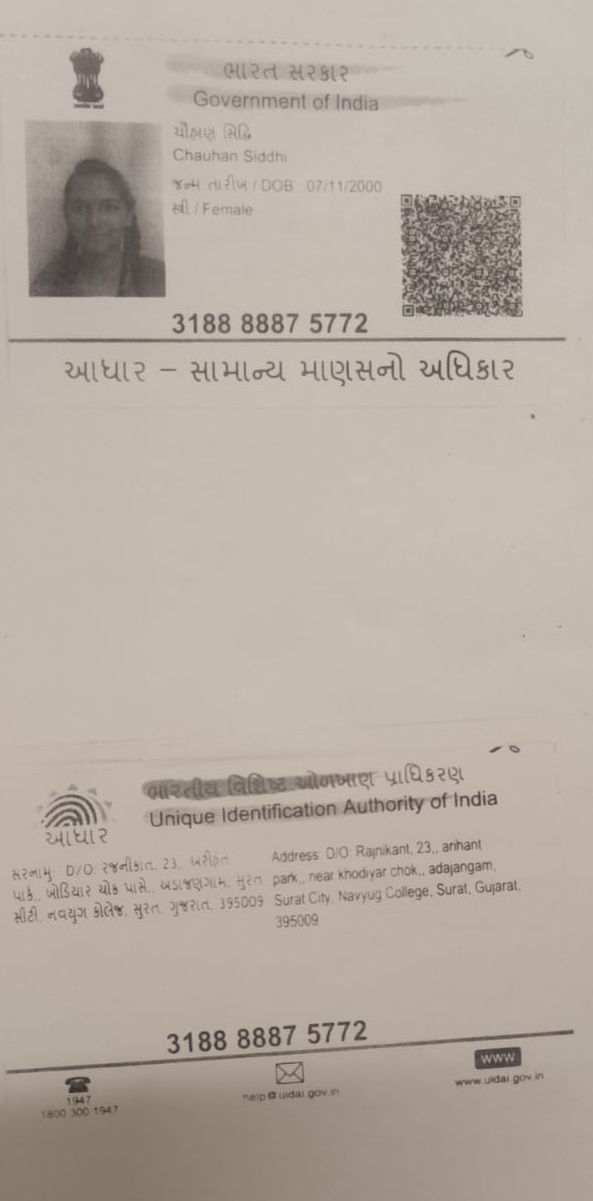 ભારત સરકાર
Government of India
ચૌહાણ સિદ્ધિ
Chauhan Siddhi
જન્મ તારીખ / DOB : 07/11/2000
સ્ત્રી / Female
3188 8887 5772
આધાર – સામાન્ય માણસનો અધિકાર
ભારતીય વિશિષ્ટ ઓળખાણ પ્રાધિકરણ
Unique Identification Authority of India
આધાર
સરનામુ: D/O: રજનીકાંત, 23,, અરીહંત
પાર્ક,, ખોડિયાર ચોક પાસે,, અડાજણગામ, સુરત
સીટી, નવયુગ કોલેજ, સુરત, ગુજરાત, 395009
Address: D/O: Rajnikant, 23,, arihant
park,, near khodiyar chok,, adajangam,
Surat City, Navyug College, Surat, Gujarat,
395009
3188 8887 5772
1947
1800 300 1947
help@uidai.gov.in
www
www.uidai.gov.in